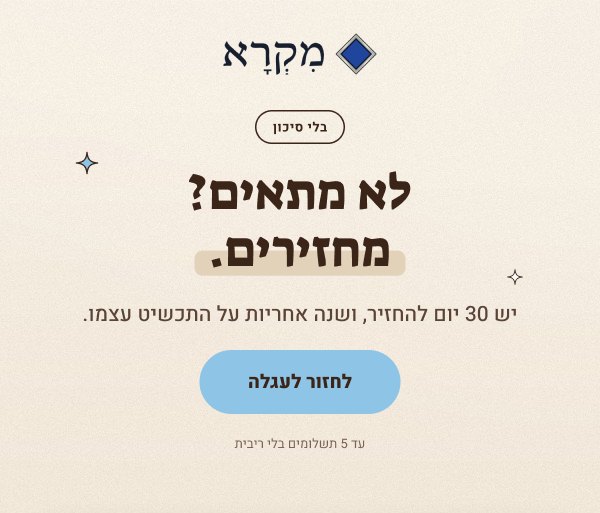 מִקְרָא
בלי סיכון
לא מתאים?
מחזירים.
יש 30 יום להחזיר, ושנה אחריות על התכשיט עצמו.
לחזור לעגלה
עד 5 תשלומים בלי ריבית